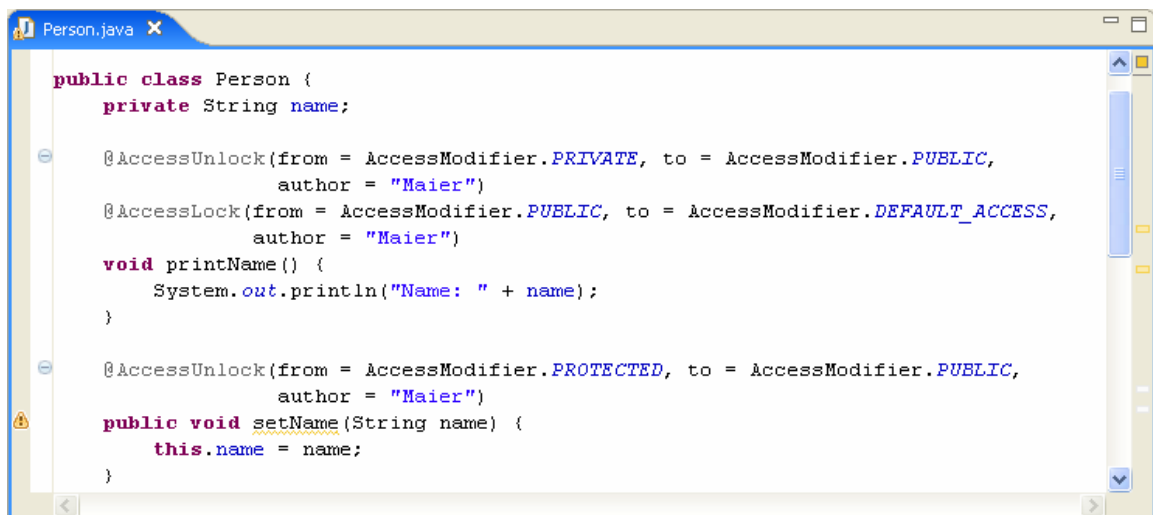 Person.java
public class Person {
    private String name;
    @AccessUnlock(from = AccessModifier.PRIVATE, to = AccessModifier.PUBLIC,
                  author = "Maier")
    @AccessLock(from = AccessModifier.PUBLIC, to = AccessModifier.DEFAULT_ACCESS,
                author = "Maier")
    void printName() {
        System.out.println("Name: " + name);
    }
    @AccessUnlock(from = AccessModifier.PROTECTED, to = AccessModifier.PUBLIC,
                  author = "Maier")
    public void setName(String name) {
        this.name = name;
    }